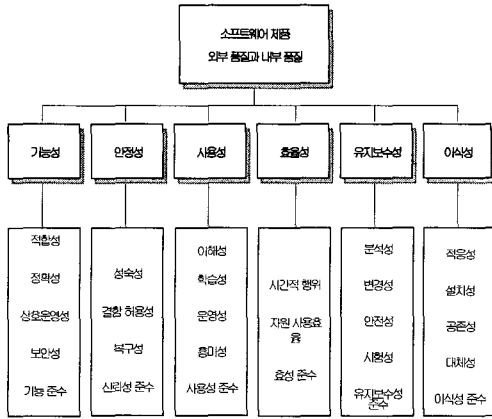 소프트웨어 제품
외부 품질과 내부 품질
기능성
안정성
사용성
효율성
유지보수성
이식성
적합성
정확성
상호운영성
보안성
기능 준수
성숙성
결함 허용성
복구성
신뢰성 준수
이해성
학습성
운영성
흥미성
사용성 준수
시간적 행위
자원 사용효
율
효성 준수
분석성
변경성
안전성
시험성
유지보수성
준수
적응성
설치성
공존성
대체성
이식성 준수